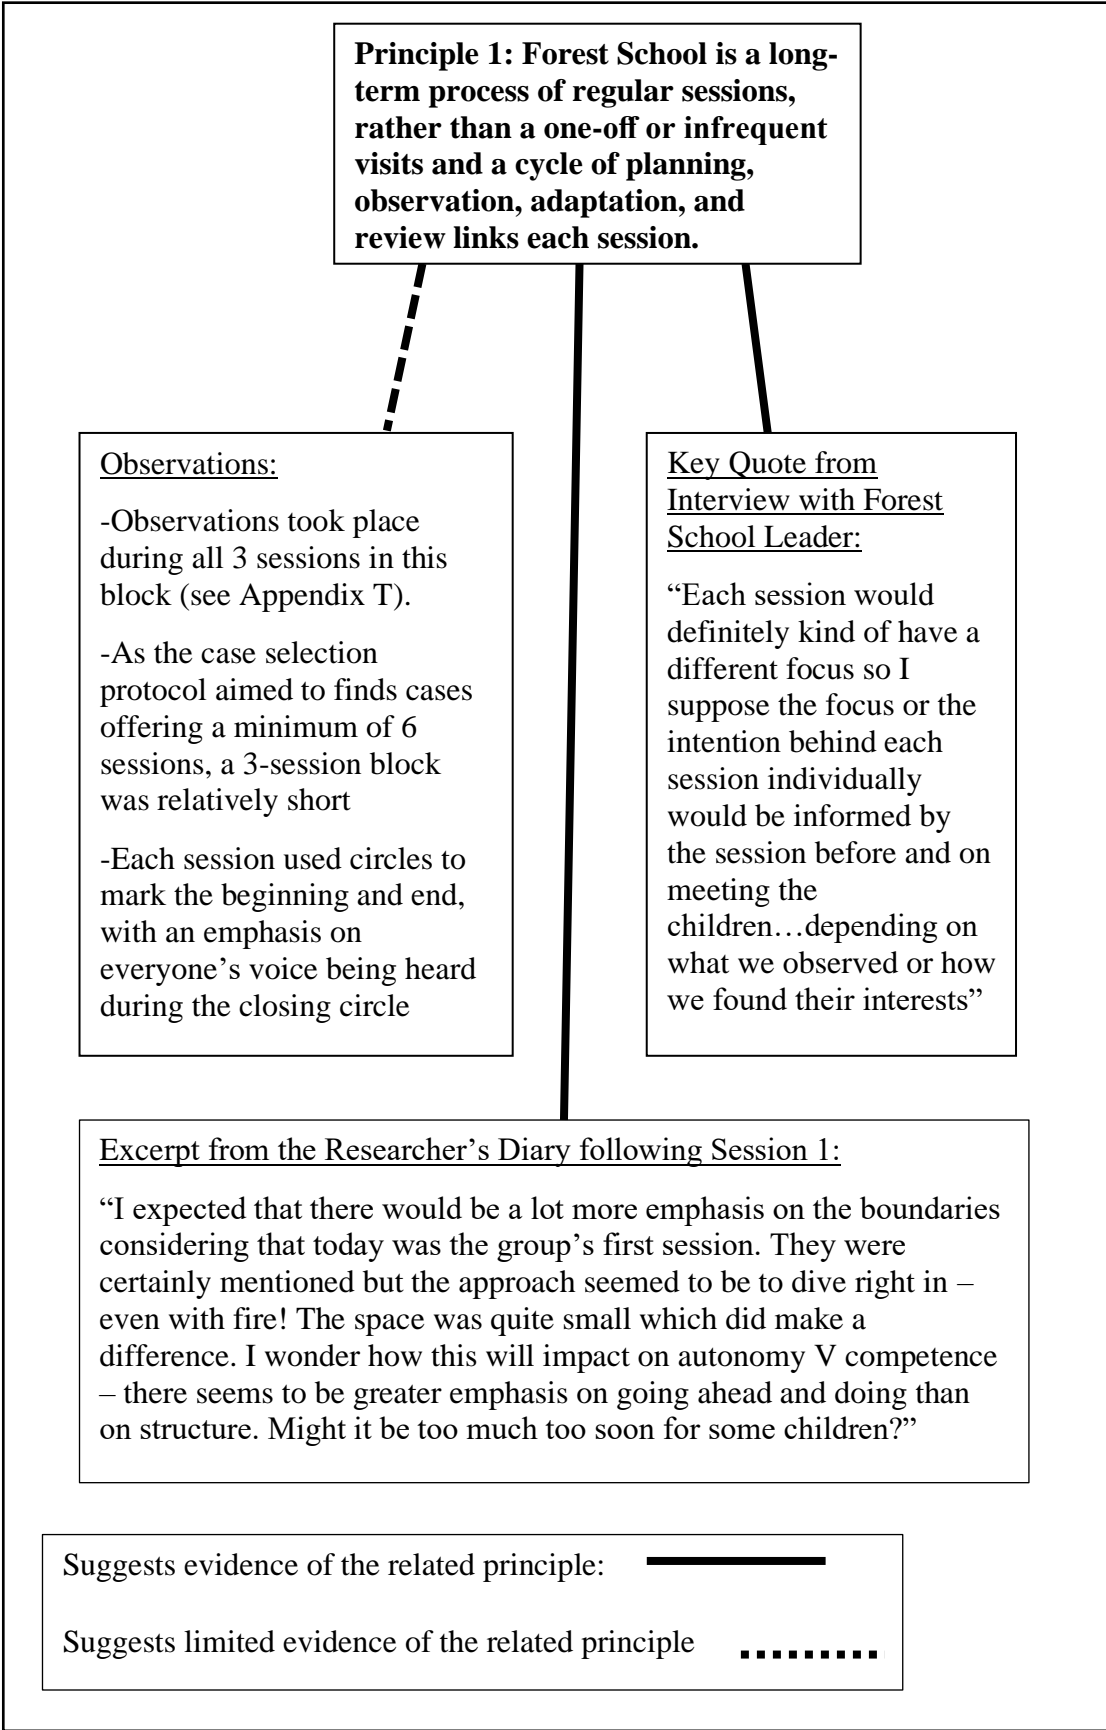 Principle 1: Forest School is a long-
term process of regular sessions,
rather than a one-off or infrequent
visits and a cycle of planning,
observation, adaptation, and
review links each session.
Observations:
-Observations took place
during all 3 sessions in this
block (see Appendix T).
-As the case selection
protocol aimed to finds cases
offering a minimum of 6
sessions, a 3-session block
was relatively short
-Each session used circles to
mark the beginning and end,
with an emphasis on
everyone’s voice being heard
during the closing circle
Key Quote from
Interview with Forest
School Leader:
“Each session would
definitely kind of have a
different focus so I
suppose the focus or the
intention behind each
session individually
would be informed by
the session before and on
meeting the
children…depending on
what we observed or how
we found their interests”
Excerpt from the Researcher’s Diary following Session 1:
“I expected that there would be a lot more emphasis on the boundaries
considering that today was the group’s first session. They were
certainly mentioned but the approach seemed to be to dive right in –
even with fire! The space was quite small which did make a
difference. I wonder how this will impact on autonomy V competence
– there seems to be greater emphasis on going ahead and doing than
on structure. Might it be too much too soon for some children?”
Suggests evidence of the related principle:
Suggests limited evidence of the related principle